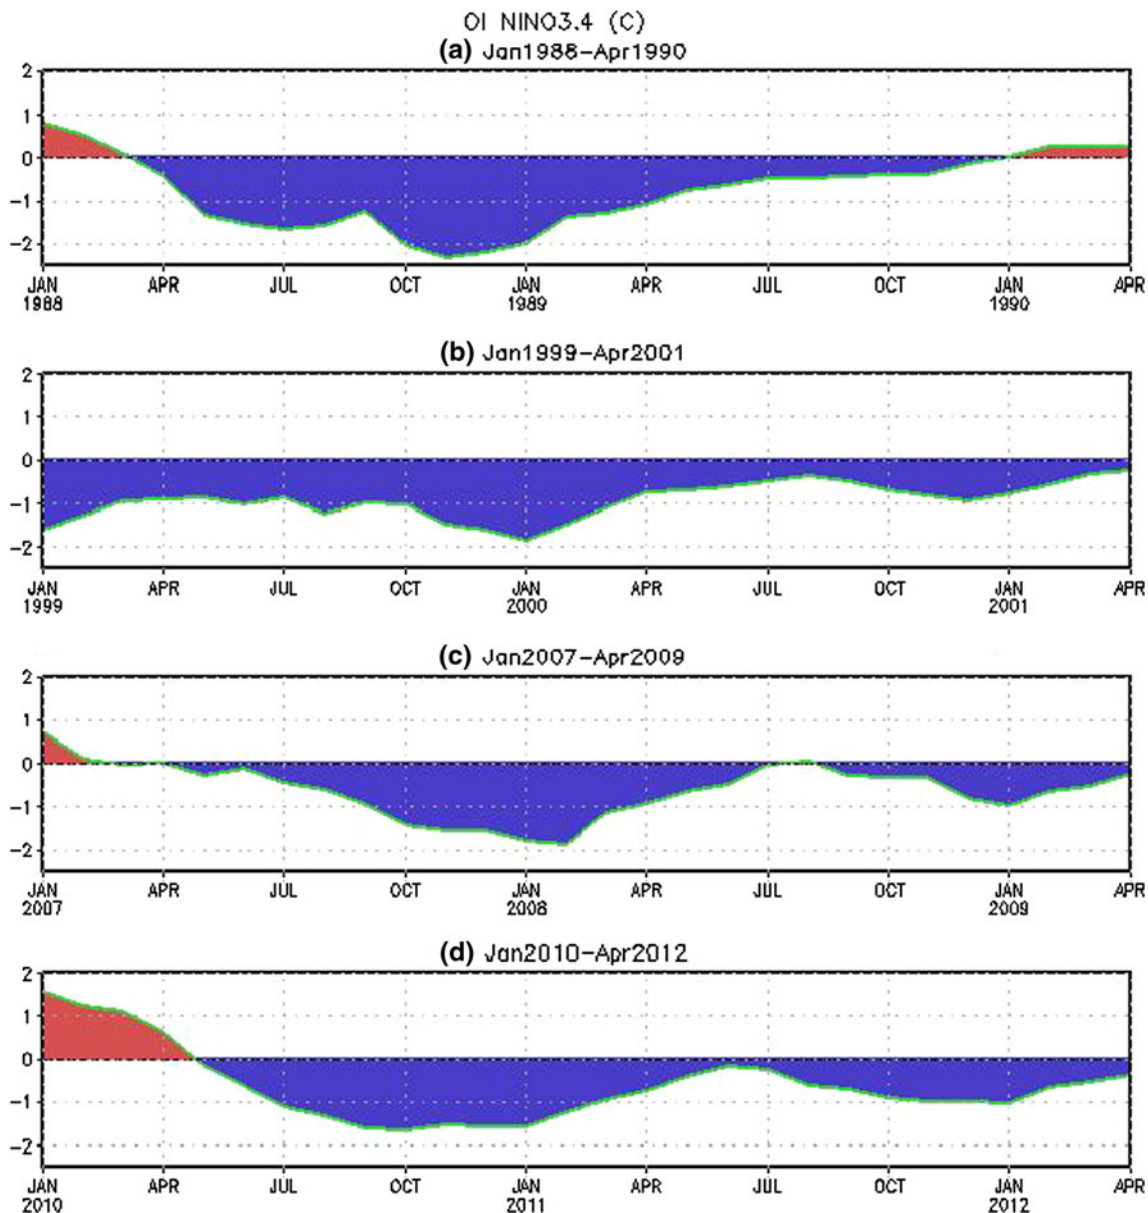 OI NINO3.4 (C)
(a) Jan1988-Apr1990
2
1
0
-1
-2
JAN APR JUL OCT JAN APR JUL OCT JAN APR
1988 1989 1990
(b) Jan1999-Apr2001
2
1
0
-1
-2
JAN APR JUL OCT JAN APR JUL OCT JAN APR
1999 2000 2001
(c) Jan2007-Apr2009
2
1
0
-1
-2
JAN APR JUL OCT JAN APR JUL OCT JAN APR
2007 2008 2009
(d) Jan2010-Apr2012
2
1
0
-1
-2
JAN APR JUL OCT JAN APR JUL OCT JAN APR
2010 2011 2012